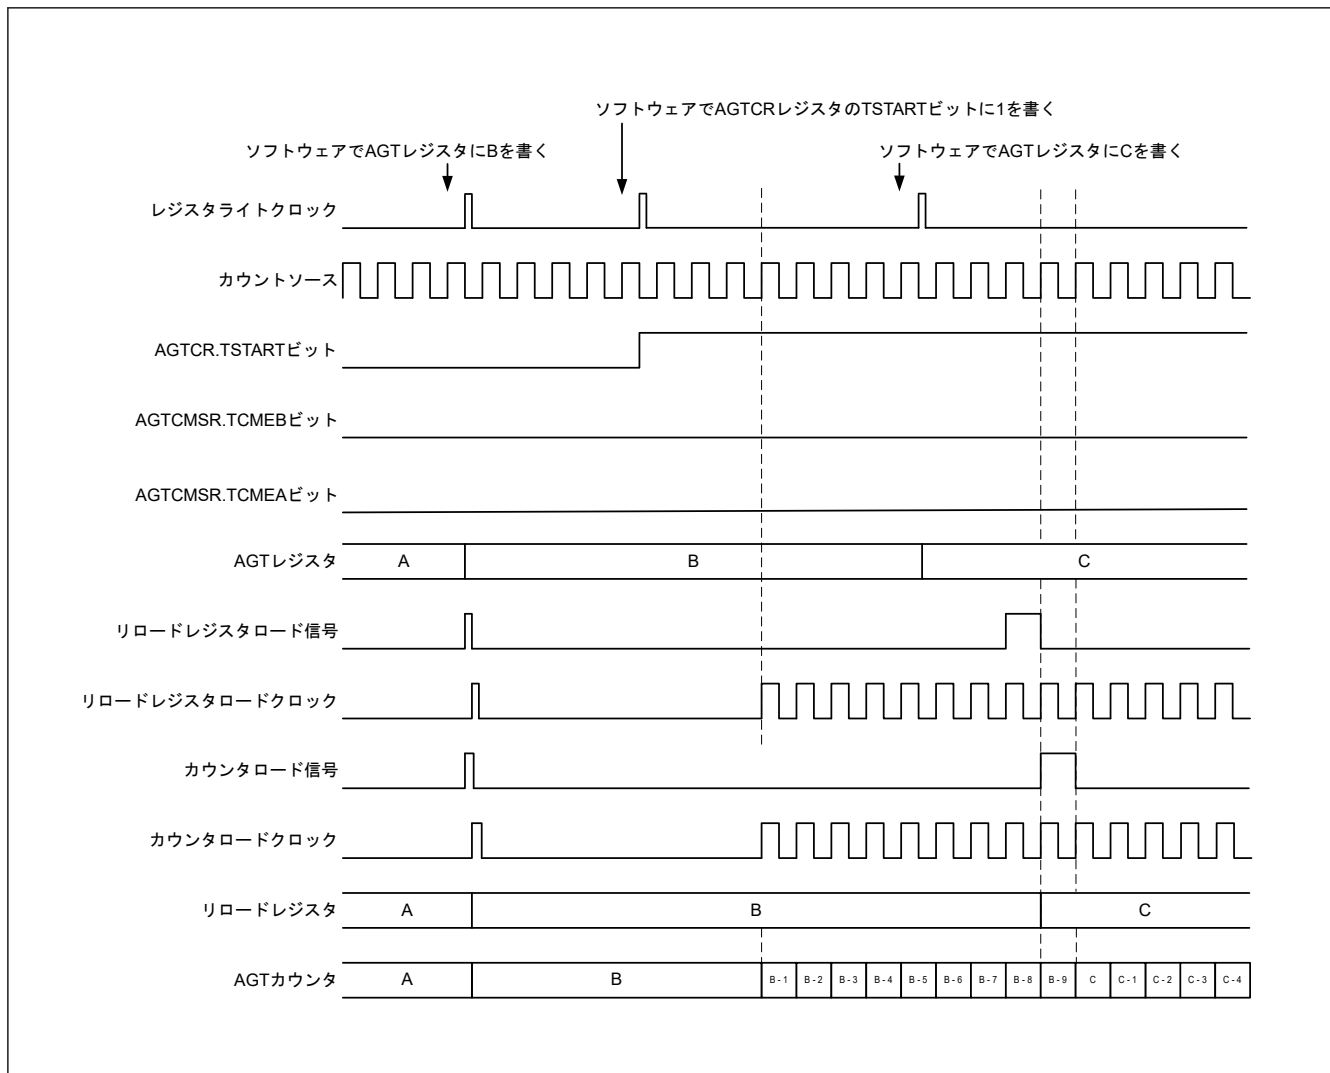 ソフトウェアでAGTCRレジスタのTSTARTビットに1を書く
ソフトウェアでAGTレジスタにBを書く
ソフトウェアでAGTレジスタにCを書く
レジスタライトクロック
カウントソース
AGTCR.TSTARTビット
AGTCMSR.TCMEBビット
AGTCMSR.TCMEAビット
AGTレジスタ A B C
リロードレジスタロード信号
リロードレジスタロードクロック
カウンタロード信号
カウンタロードクロック
リロードレジスタ A B C
AGTカウンタ A B B-1 B-2 B-3 B-4 B-5 B-6 B-7 B-8 B-9 C C-1 C-2 C-3 C-4